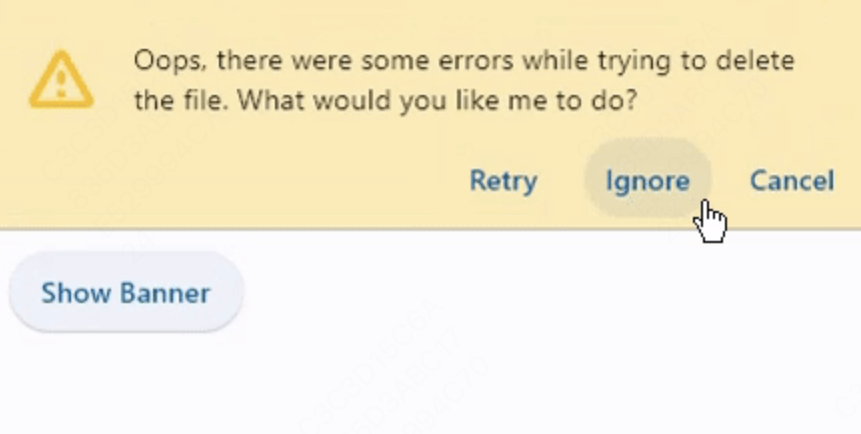 Oops, there were some errors while trying to delete
the file. What would you like me to do?
Retry Ignore Cancel
Show Banner